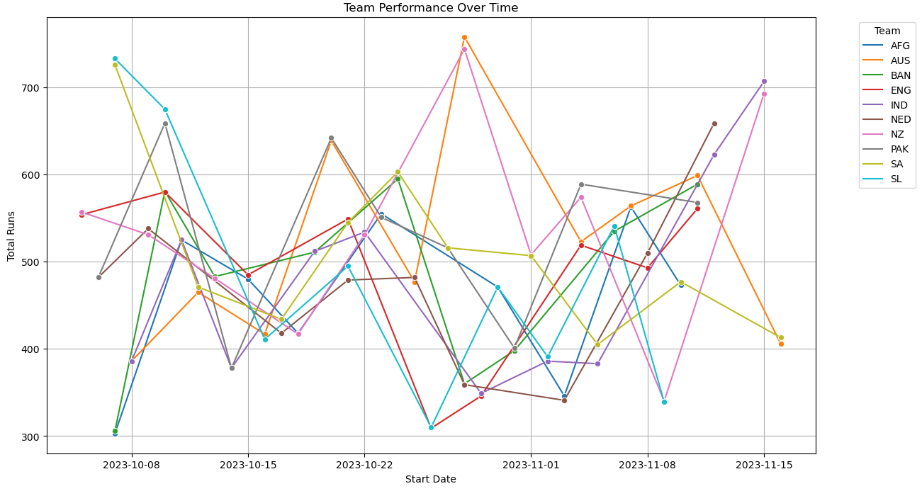 Team Performance Over Time
Team
AFG
AUS
BAN
ENG
IND
NED
NZ
PAK
SA
SL
Total Runs
700
600
500
400
300
2023-10-08
2023-10-15
2023-10-22
2023-11-01
2023-11-08
2023-11-15
Start Date